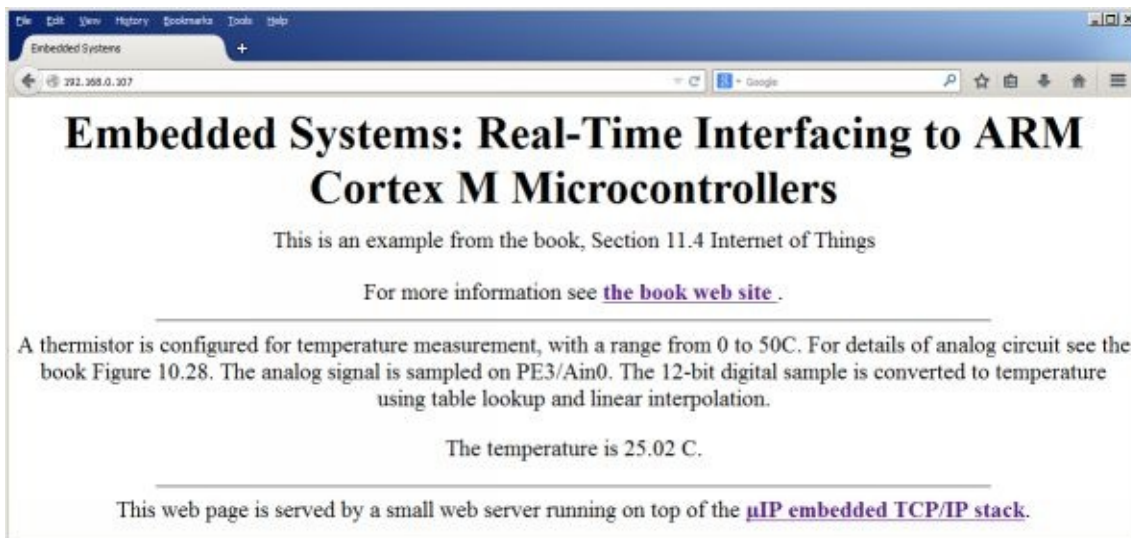 File Edit View History Bookmarks Tools Help
Embedded Systems +
192.168.0.107 Google
Embedded Systems: Real-Time Interfacing to ARM
Cortex M Microcontrollers
This is an example from the book, Section 11.4 Internet of Things
For more information see the book web site .
A thermistor is configured for temperature measurement, with a range from 0 to 50C. For details of analog circuit see the
book Figure 10.28. The analog signal is sampled on PE3/Ain0. The 12-bit digital sample is converted to temperature
using table lookup and linear interpolation.
The temperature is 25.02 C.
This web page is served by a small web server running on top of the µIP embedded TCP/IP stack.